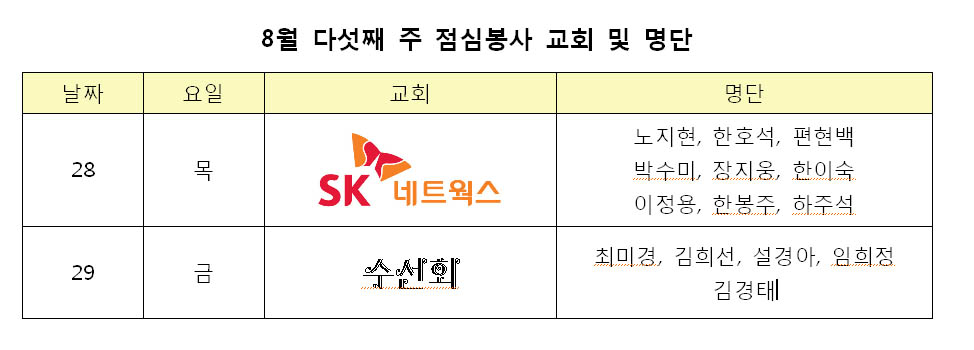 8월 다섯째 주 점심봉사 교회 및 명단
날짜 요일 교회 명단
28 목 SK 네트웍스 노지현, 한호석, 편현백
박수미, 장지웅, 한이숙
이정용, 한봉주, 하주석
29 금 수선회 최미경, 김희선, 설경아, 임희정
김경태